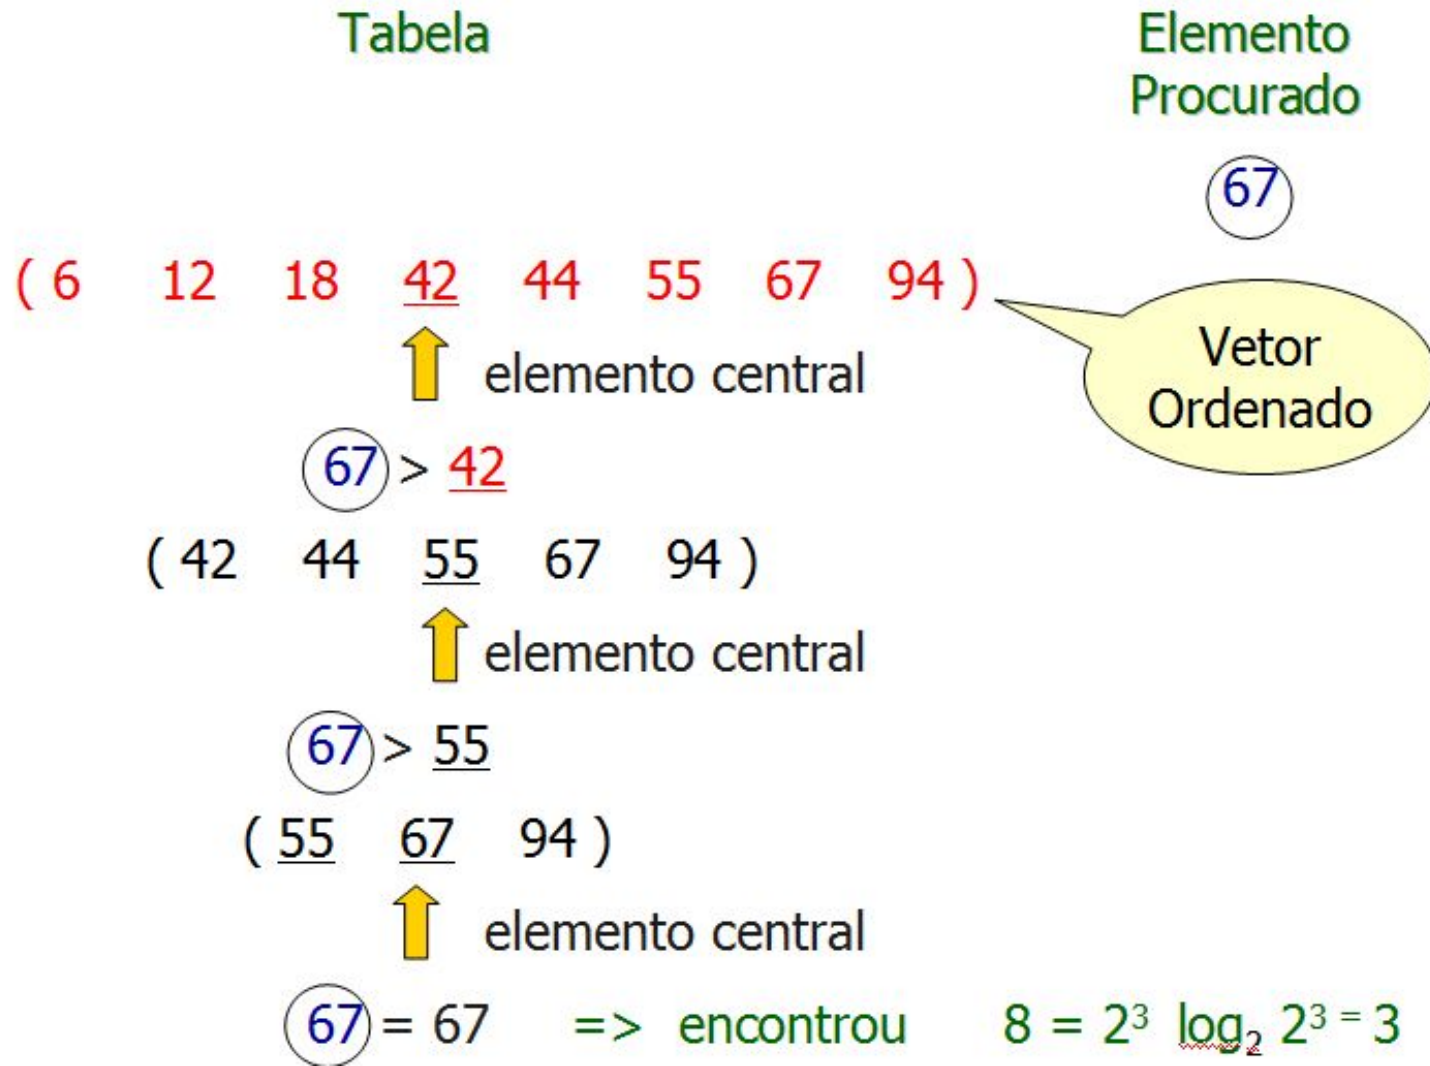 Tabela
Elemento
Procurado
67
( 6 12 18 42 44 55 67 94 )
elemento central
Vetor
Ordenado
67 > 42
( 42 44 55 67 94 )
elemento central
67 > 55
( 55 67 94 )
elemento central
67 = 67 => encontrou 8 = 2³ log₂ 2³ ⁼ 3